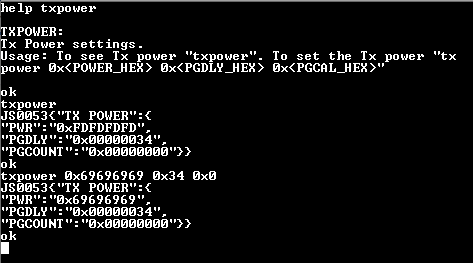 help txpower
TXPOWER:
Tx Power settings.
Usage: To see Tx power "txpower". To set the Tx power "tx
power 0x<POWER_HEX> 0x<PGDLY_HEX> 0x<PGCAL_HEX>"
ok
txpower
JS0053{"TX POWER":{
"PWR":"0xFDFDFDFD",
"PGDLY":"0x00000034",
"PGCOUNT":"0x00000000"}}
ok
txpower 0x69696969 0x34 0x0
JS0053{"TX POWER":{
"PWR":"0x69696969",
"PGDLY":"0x00000034",
"PGCOUNT":"0x00000000"}}
ok